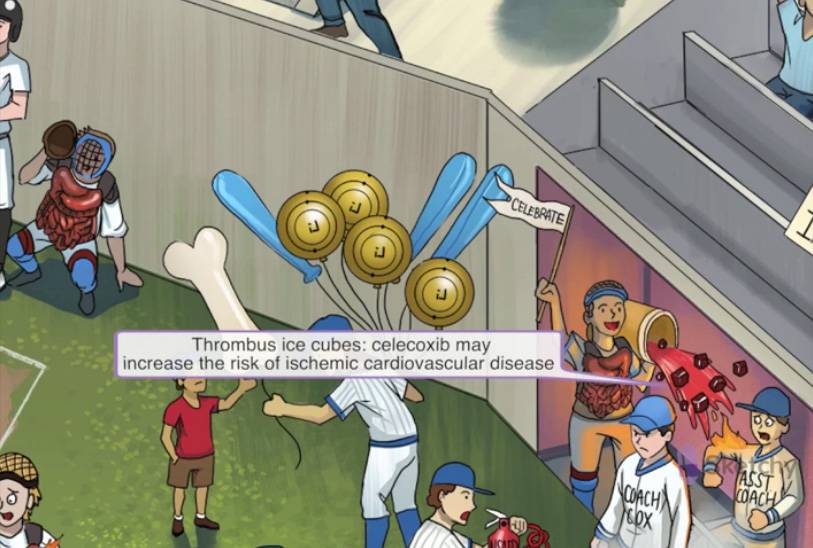 CELEBRATE
Thrombus ice cubes: celecoxib may
increase the risk of ischemic cardiovascular disease
COACH
COX
ASST
COACH